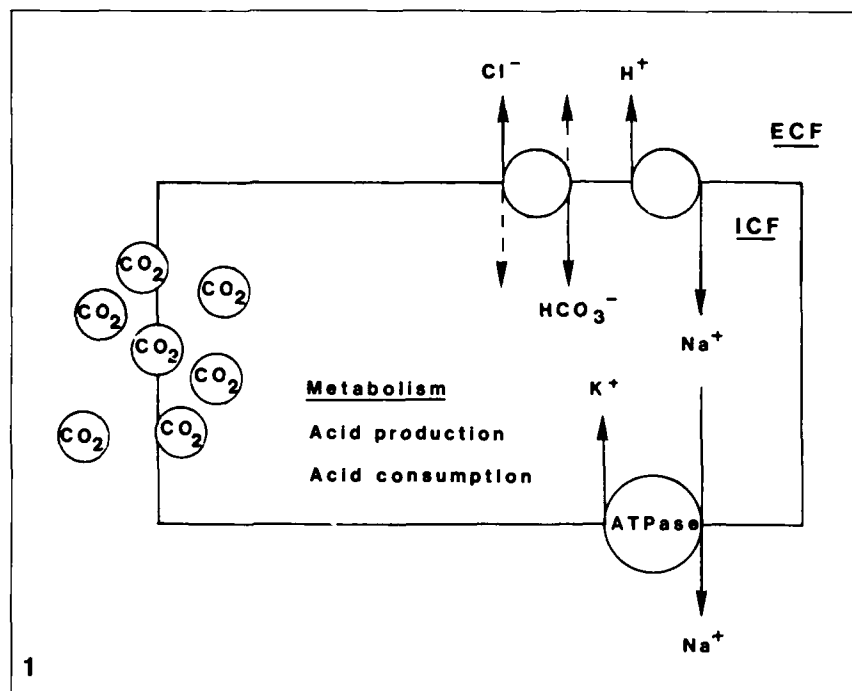 Cl⁻
H⁺
ECF
ICF
CO₂
CO₂
CO₂
CO₂
CO₂
CO₂
CO₂
HCO₃⁻
Na⁺
Metabolism
Acid production
Acid consumption
K⁺
ATPase
Na⁺
1